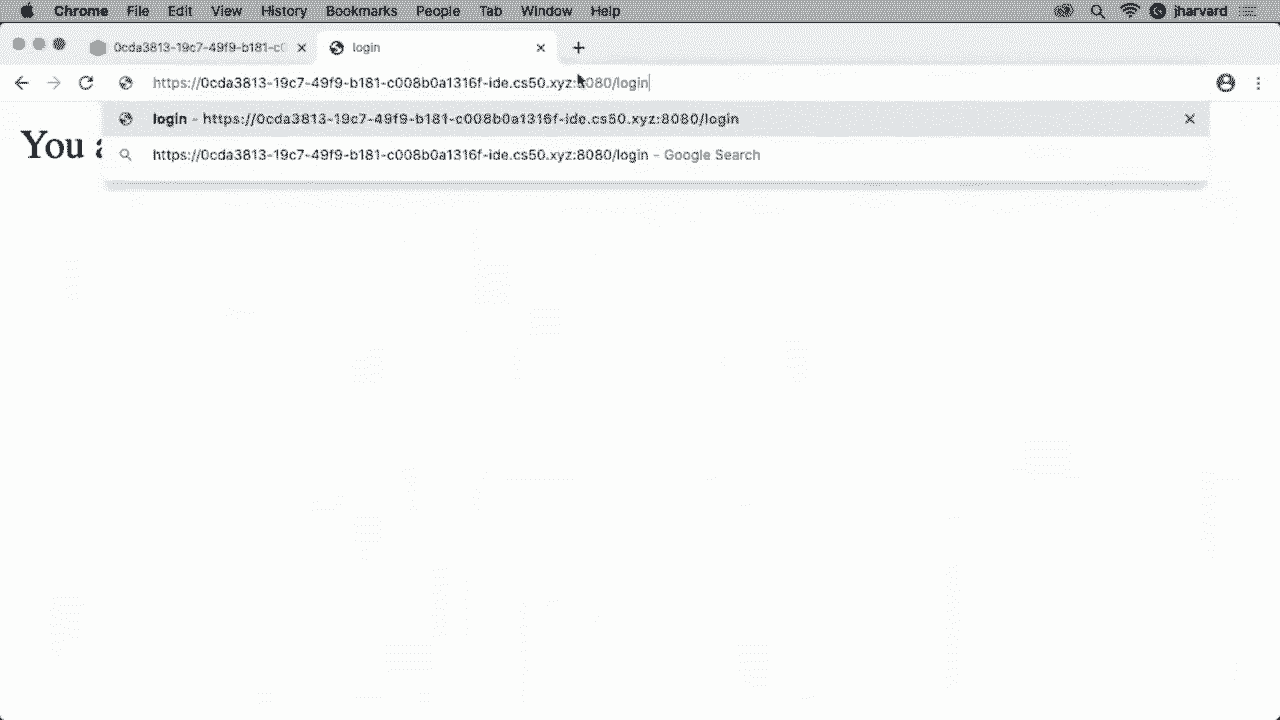 Chrome File Edit View History Bookmarks People Tab Window Help jharvard
0cda3813-19c7-49f9-b181-c0 login
https://0cda3813-19c7-49f9-b181-c008b0a1316f-ide.cs50.xyz:8080/login
login - https://0cda3813-19c7-49f9-b181-c008b0a1316f-ide.cs50.xyz:8080/login
You a
https://0cda3813-19c7-49f9-b181-c008b0a1316f-ide.cs50.xyz:8080/login - Google Search